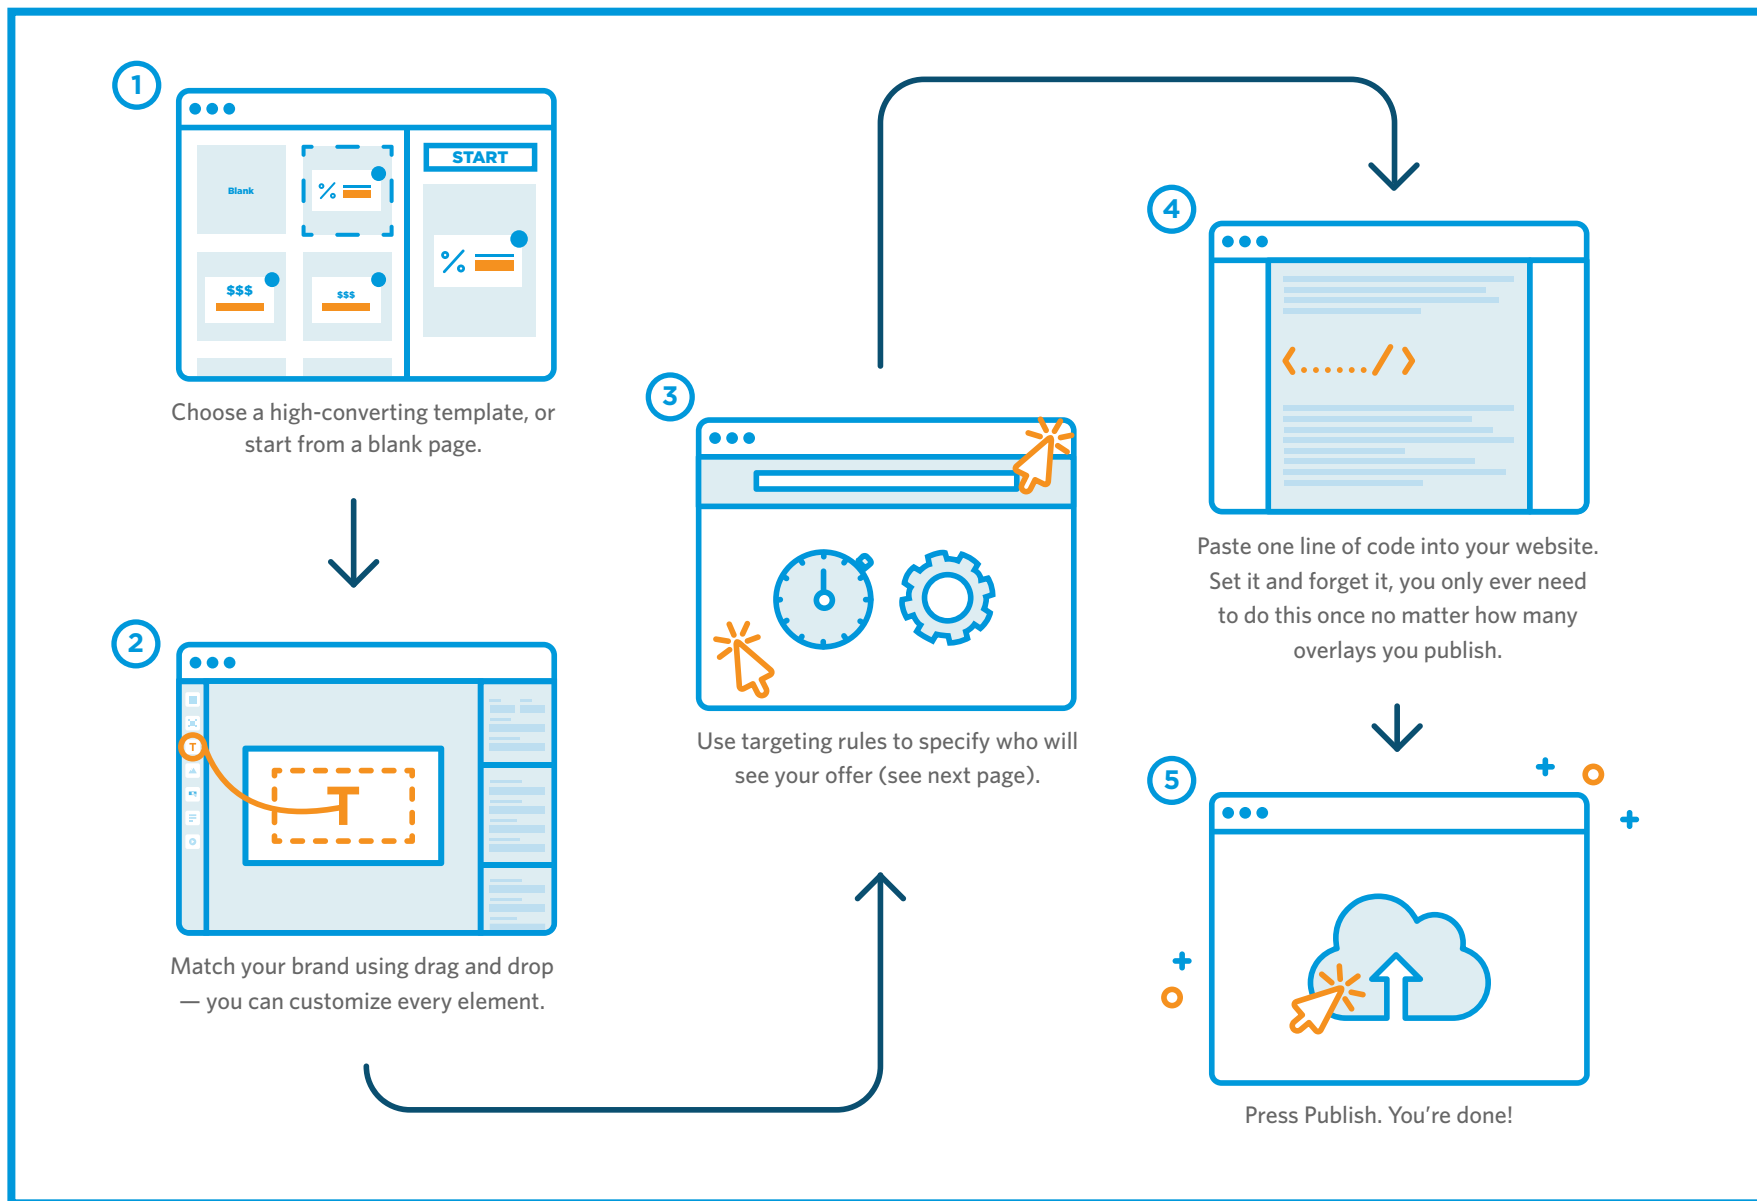 1
Blank
START
$$$
$$$
Choose a high-converting template, or
start from a blank page.
2
T
T
Match your brand using drag and drop
— you can customize every element.
3
Use targeting rules to specify who will
see your offer (see next page).
4
<....../>
Paste one line of code into your website.
Set it and forget it, you only ever need
to do this once no matter how many
overlays you publish.
5
Press Publish. You’re done!